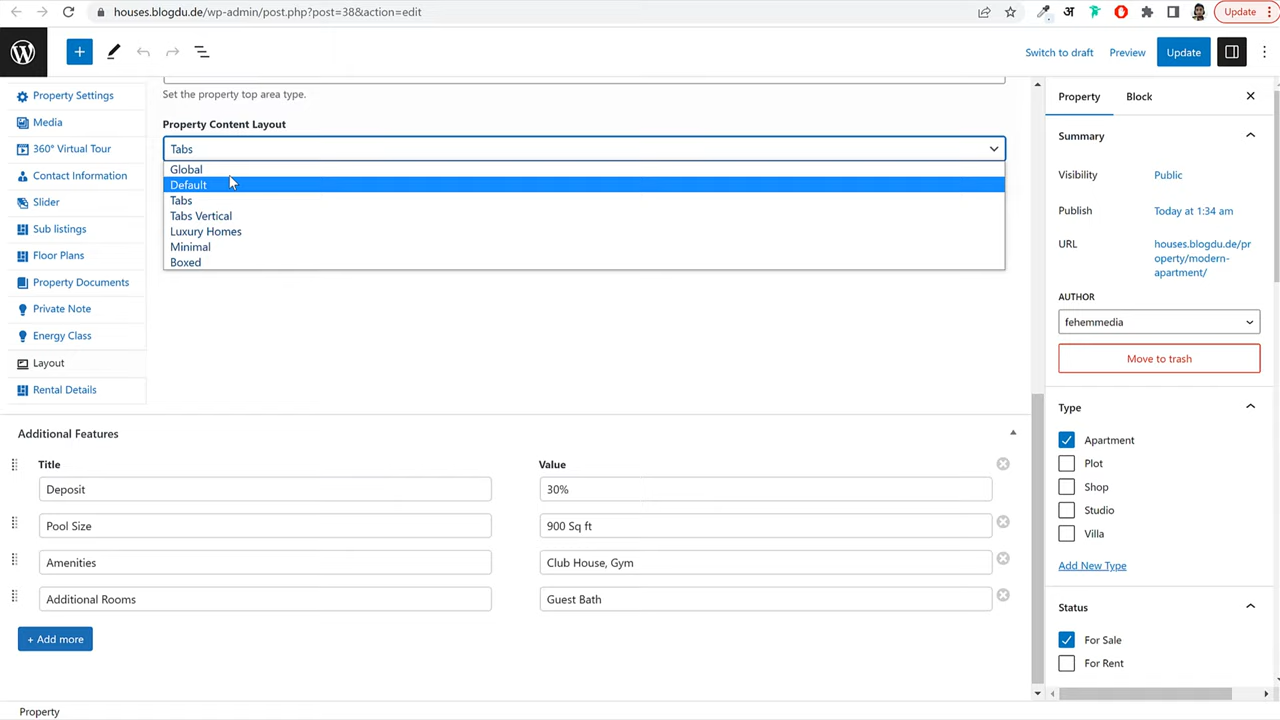 houses.blogdu.de/wp-admin/post.php?post=38&action=edit
अ
Update
Switch to draft
Preview
Update
Property Settings
Media
360° Virtual Tour
Contact Information
Slider
Sub listings
Floor Plans
Property Documents
Private Note
Energy Class
Layout
Rental Details
Set the property top area type.
Property Content Layout
Tabs
Global
Default
Tabs
Tabs Vertical
Luxury Homes
Minimal
Boxed
Additional Features
Title
Value
Deposit
30%
Pool Size
900 Sq ft
Amenities
Club House, Gym
Additional Rooms
Guest Bath
+ Add more
Property
Property
Block
Summary
Visibility
Public
Publish
Today at 1:34 am
URL
houses.blogdu.de/pr
operty/modern-
apartment/
AUTHOR
fehemmedia
Move to trash
Type
Apartment
Plot
Shop
Studio
Villa
Add New Type
Status
For Sale
For Rent